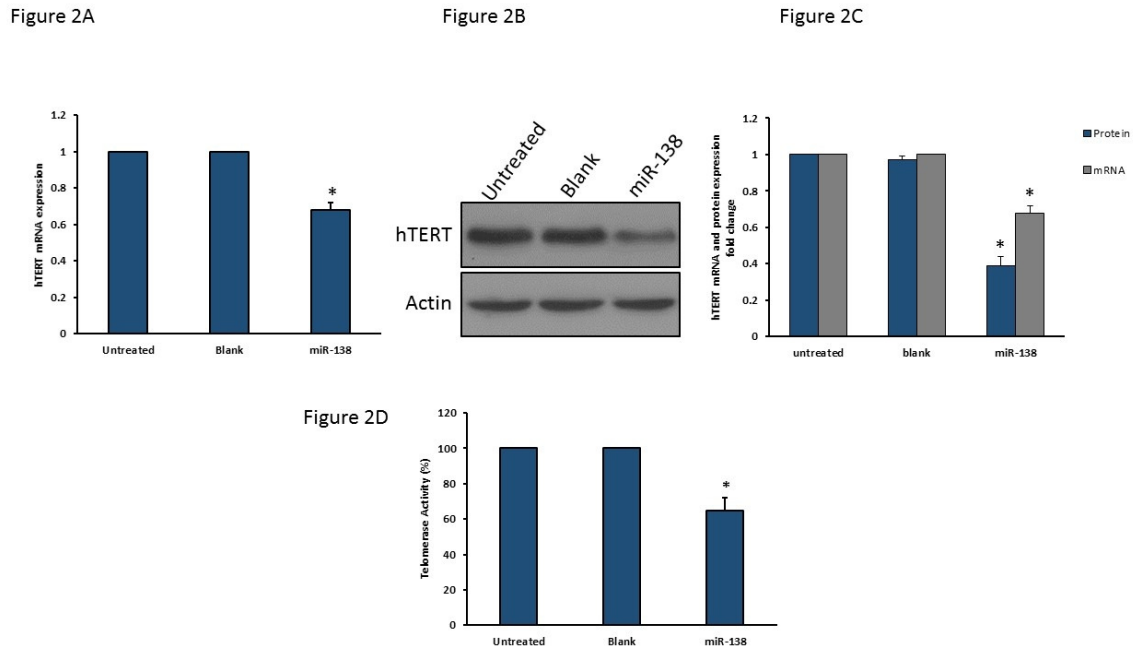 Figure 2A
Figure 2B
Figure 2C
hTERT mRNA expression
1.2
1
0.8
0.6
0.4
0.2
0
*
Untreated
Blank
miR-138
Untreated
Blank
miR-138
hTERT
Actin
hTERT mRNA and protein expression
fold change
1.2
1
0.8
0.6
0.4
0.2
0
*
*
untreated
blank
miR-138
Protein
mRNA
Figure 2D
Telomerase Activity (%)
120
100
80
60
40
20
0
*
Untreated
Blank
miR-138